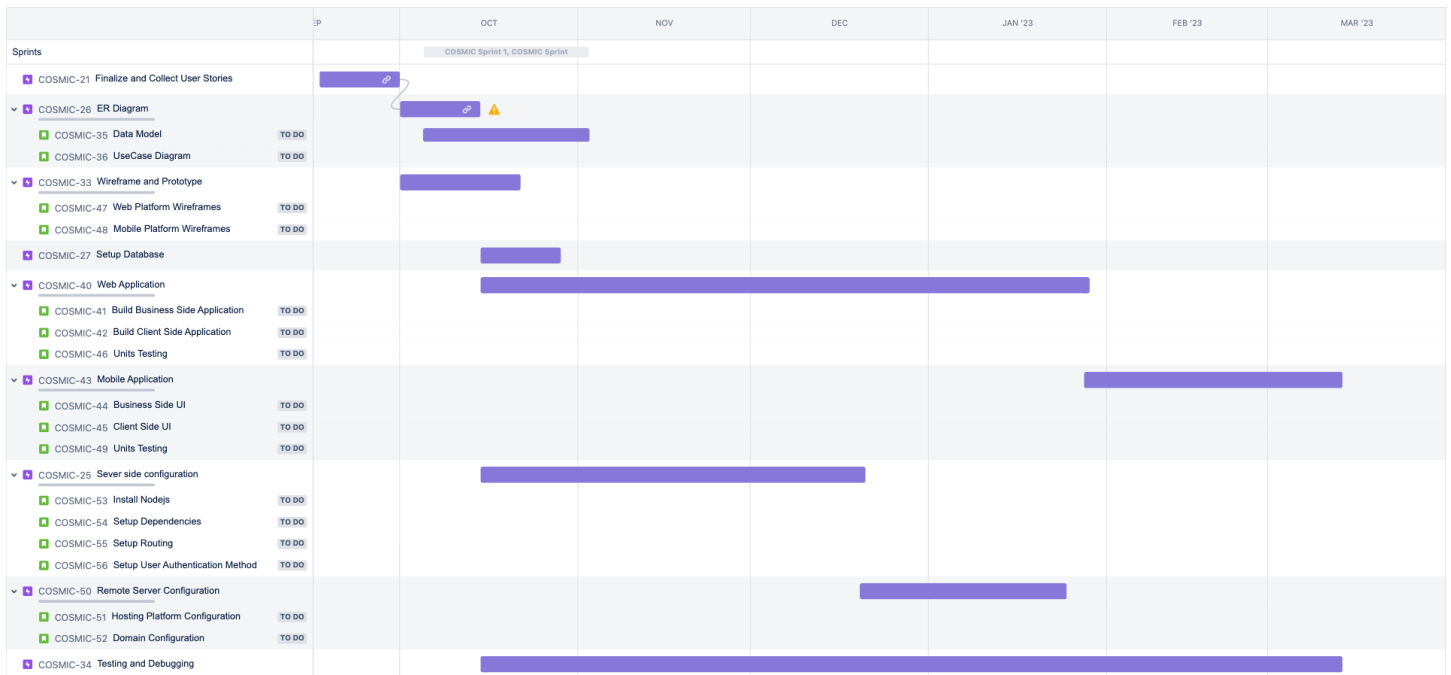 EP OCT NOV DEC JAN '23 FEB '23 MAR '23
Sprints COSMIC Sprint 1, COSMIC Sprint
COSMIC-21 Finalize and Collect User Stories
COSMIC-26 ER Diagram
COSMIC-35 Data Model TO DO
COSMIC-36 UseCase Diagram TO DO
COSMIC-33 Wireframe and Prototype
COSMIC-47 Web Platform Wireframes TO DO
COSMIC-48 Mobile Platform Wireframes TO DO
COSMIC-27 Setup Database
COSMIC-40 Web Application
COSMIC-41 Build Business Side Application TO DO
COSMIC-42 Build Client Side Application TO DO
COSMIC-46 Units Testing TO DO
COSMIC-43 Mobile Application
COSMIC-44 Business Side UI TO DO
COSMIC-45 Client Side UI TO DO
COSMIC-49 Units Testing TO DO
COSMIC-25 Sever side configuration
COSMIC-53 Install Nodejs TO DO
COSMIC-54 Setup Dependencies TO DO
COSMIC-55 Setup Routing TO DO
COSMIC-56 Setup User Authentication Method TO DO
COSMIC-50 Remote Server Configuration
COSMIC-51 Hosting Platform Configuration TO DO
COSMIC-52 Domain Configuration TO DO
COSMIC-34 Testing and Debugging